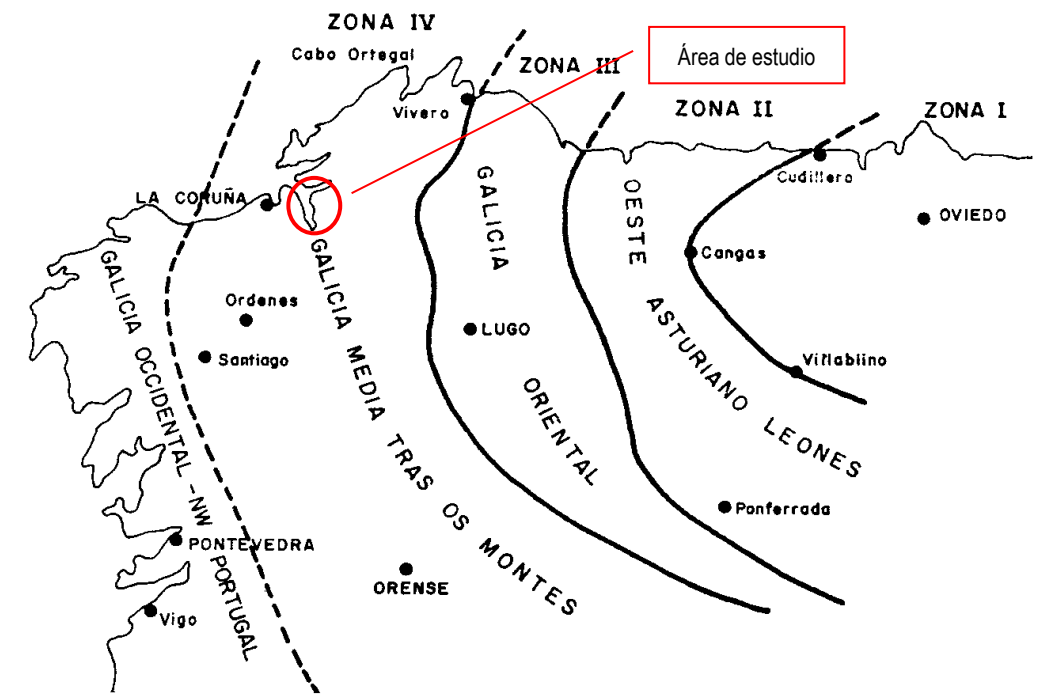 ZONA IV
Cabo Ortegal
ZONA III
Área de estudio
ZONA II
ZONA I
Vivero
Cudillero
LA CORUÑA
OVIEDO
GALICIA OCCIDENTAL-NW PORTUGAL
GALICIA MEDIA TRAS OS MONTES
GALICIA ORIENTAL
OESTE ASTURIANO LEONES
Cangas
Ordenes
LUGO
Santiago
Villablino
Ponferrada
PONTEVEDRA
ORENSE
Vigo